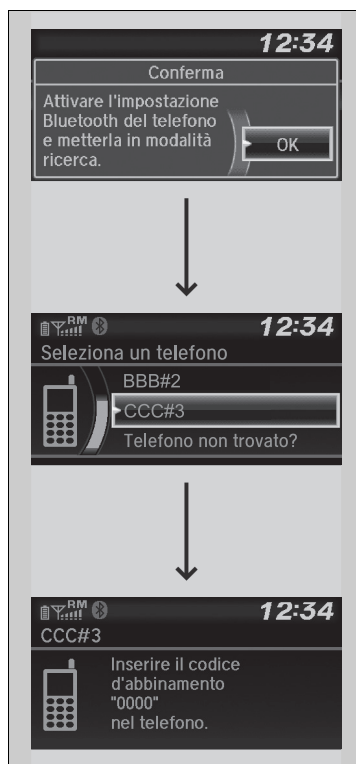 12:34
Conferma
Attivare l'impostazione
Bluetooth del telefono
e metterla in modalità
ricerca.
OK
RM
12:34
Seleziona un telefono
BBB#2
CCC#3
Telefono non trovato?
RM
12:34
CCC#3
Inserire il codice
d'abbinamento
"0000"
nel telefono.